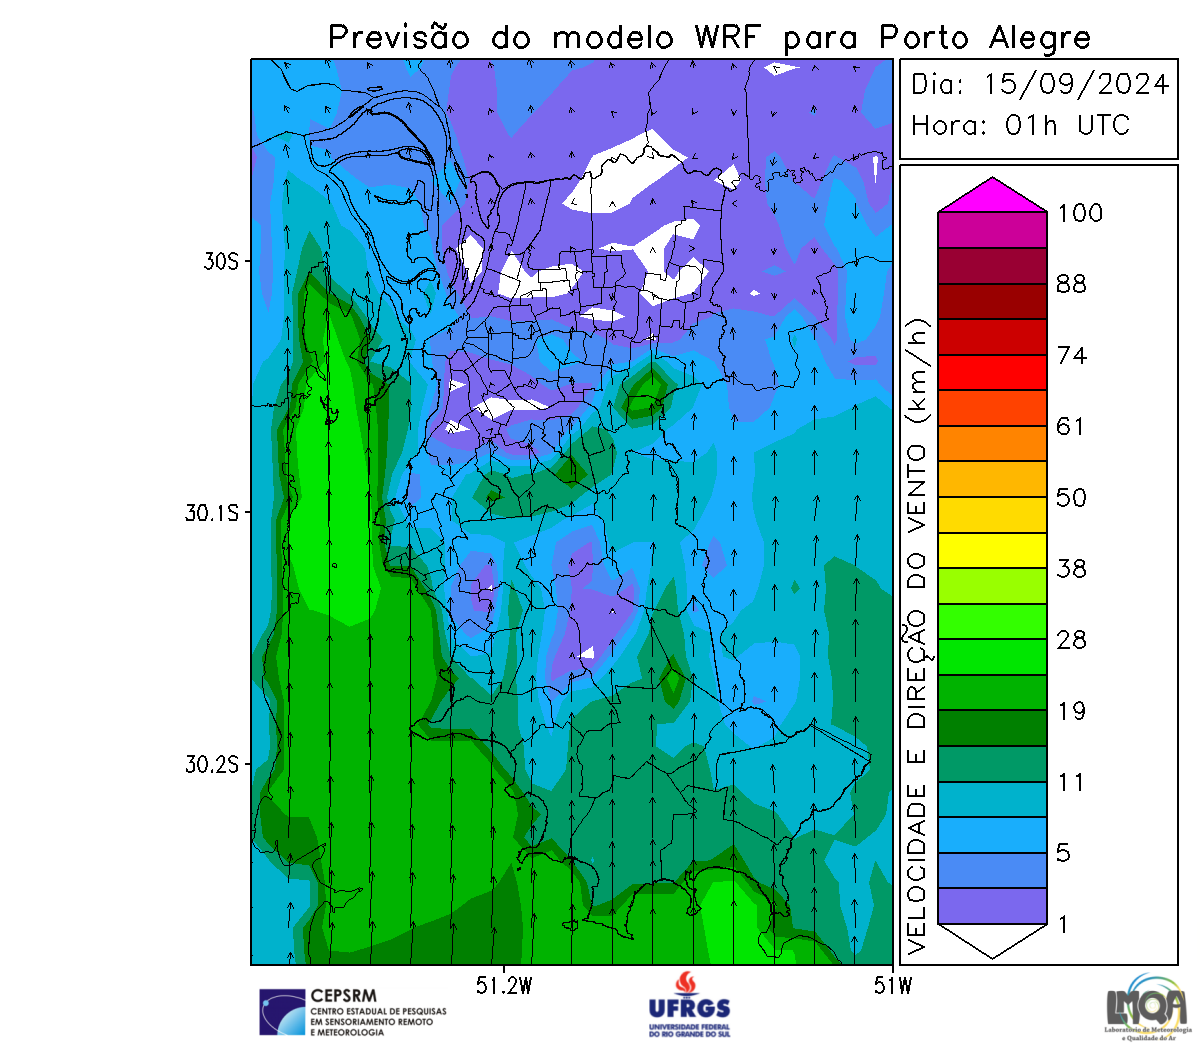 Previsão do modelo WRF para Porto Alegre
Dia: 15/09/2024
Hora: 01h UTC
30S
30.1S
30.2S
51.2W
51W
VELOCIDADE E DIREÇÃO DO VENTO (km/h)
100
88
74
61
50
38
28
19
11
5
1
CEPSRM
CENTRO ESTADUAL DE PESQUISAS
EM SENSORIAMENTO REMOTO
E METEOROLOGIA
UFRGS
UNIVERSIDADE FEDERAL
DO RIO GRANDE DO SUL
LMQA
Laboratório de Meteorologia
e Qualidade do Ar